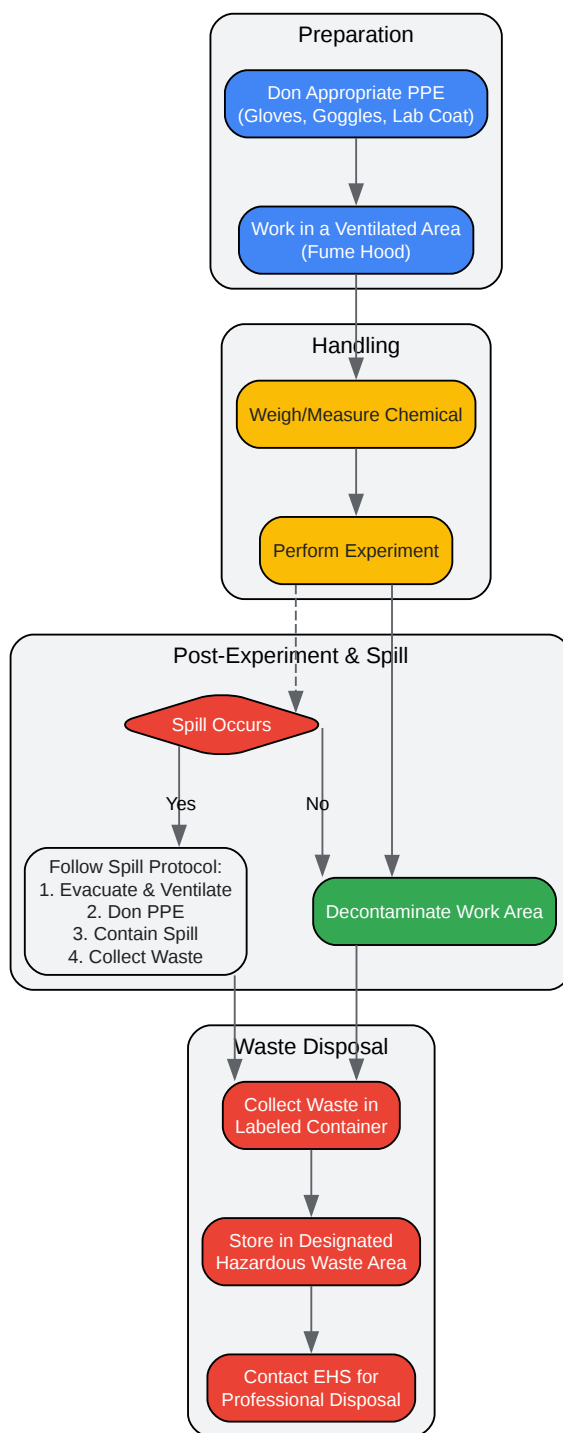 Preparation
Don Appropriate PPE
(Gloves, Goggles, Lab Coat)
Work in a Ventilated Area
(Fume Hood)
Handling
Weigh/Measure Chemical
Perform Experiment
Post-Experiment & Spill
Spill Occurs
Yes
No
Follow Spill Protocol:
1. Evacuate & Ventilate
2. Don PPE
3. Contain Spill
4. Collect Waste
Decontaminate Work Area
Waste Disposal
Collect Waste in
Labeled Container
Store in Designated
Hazardous Waste Area
Contact EHS for
Professional Disposal